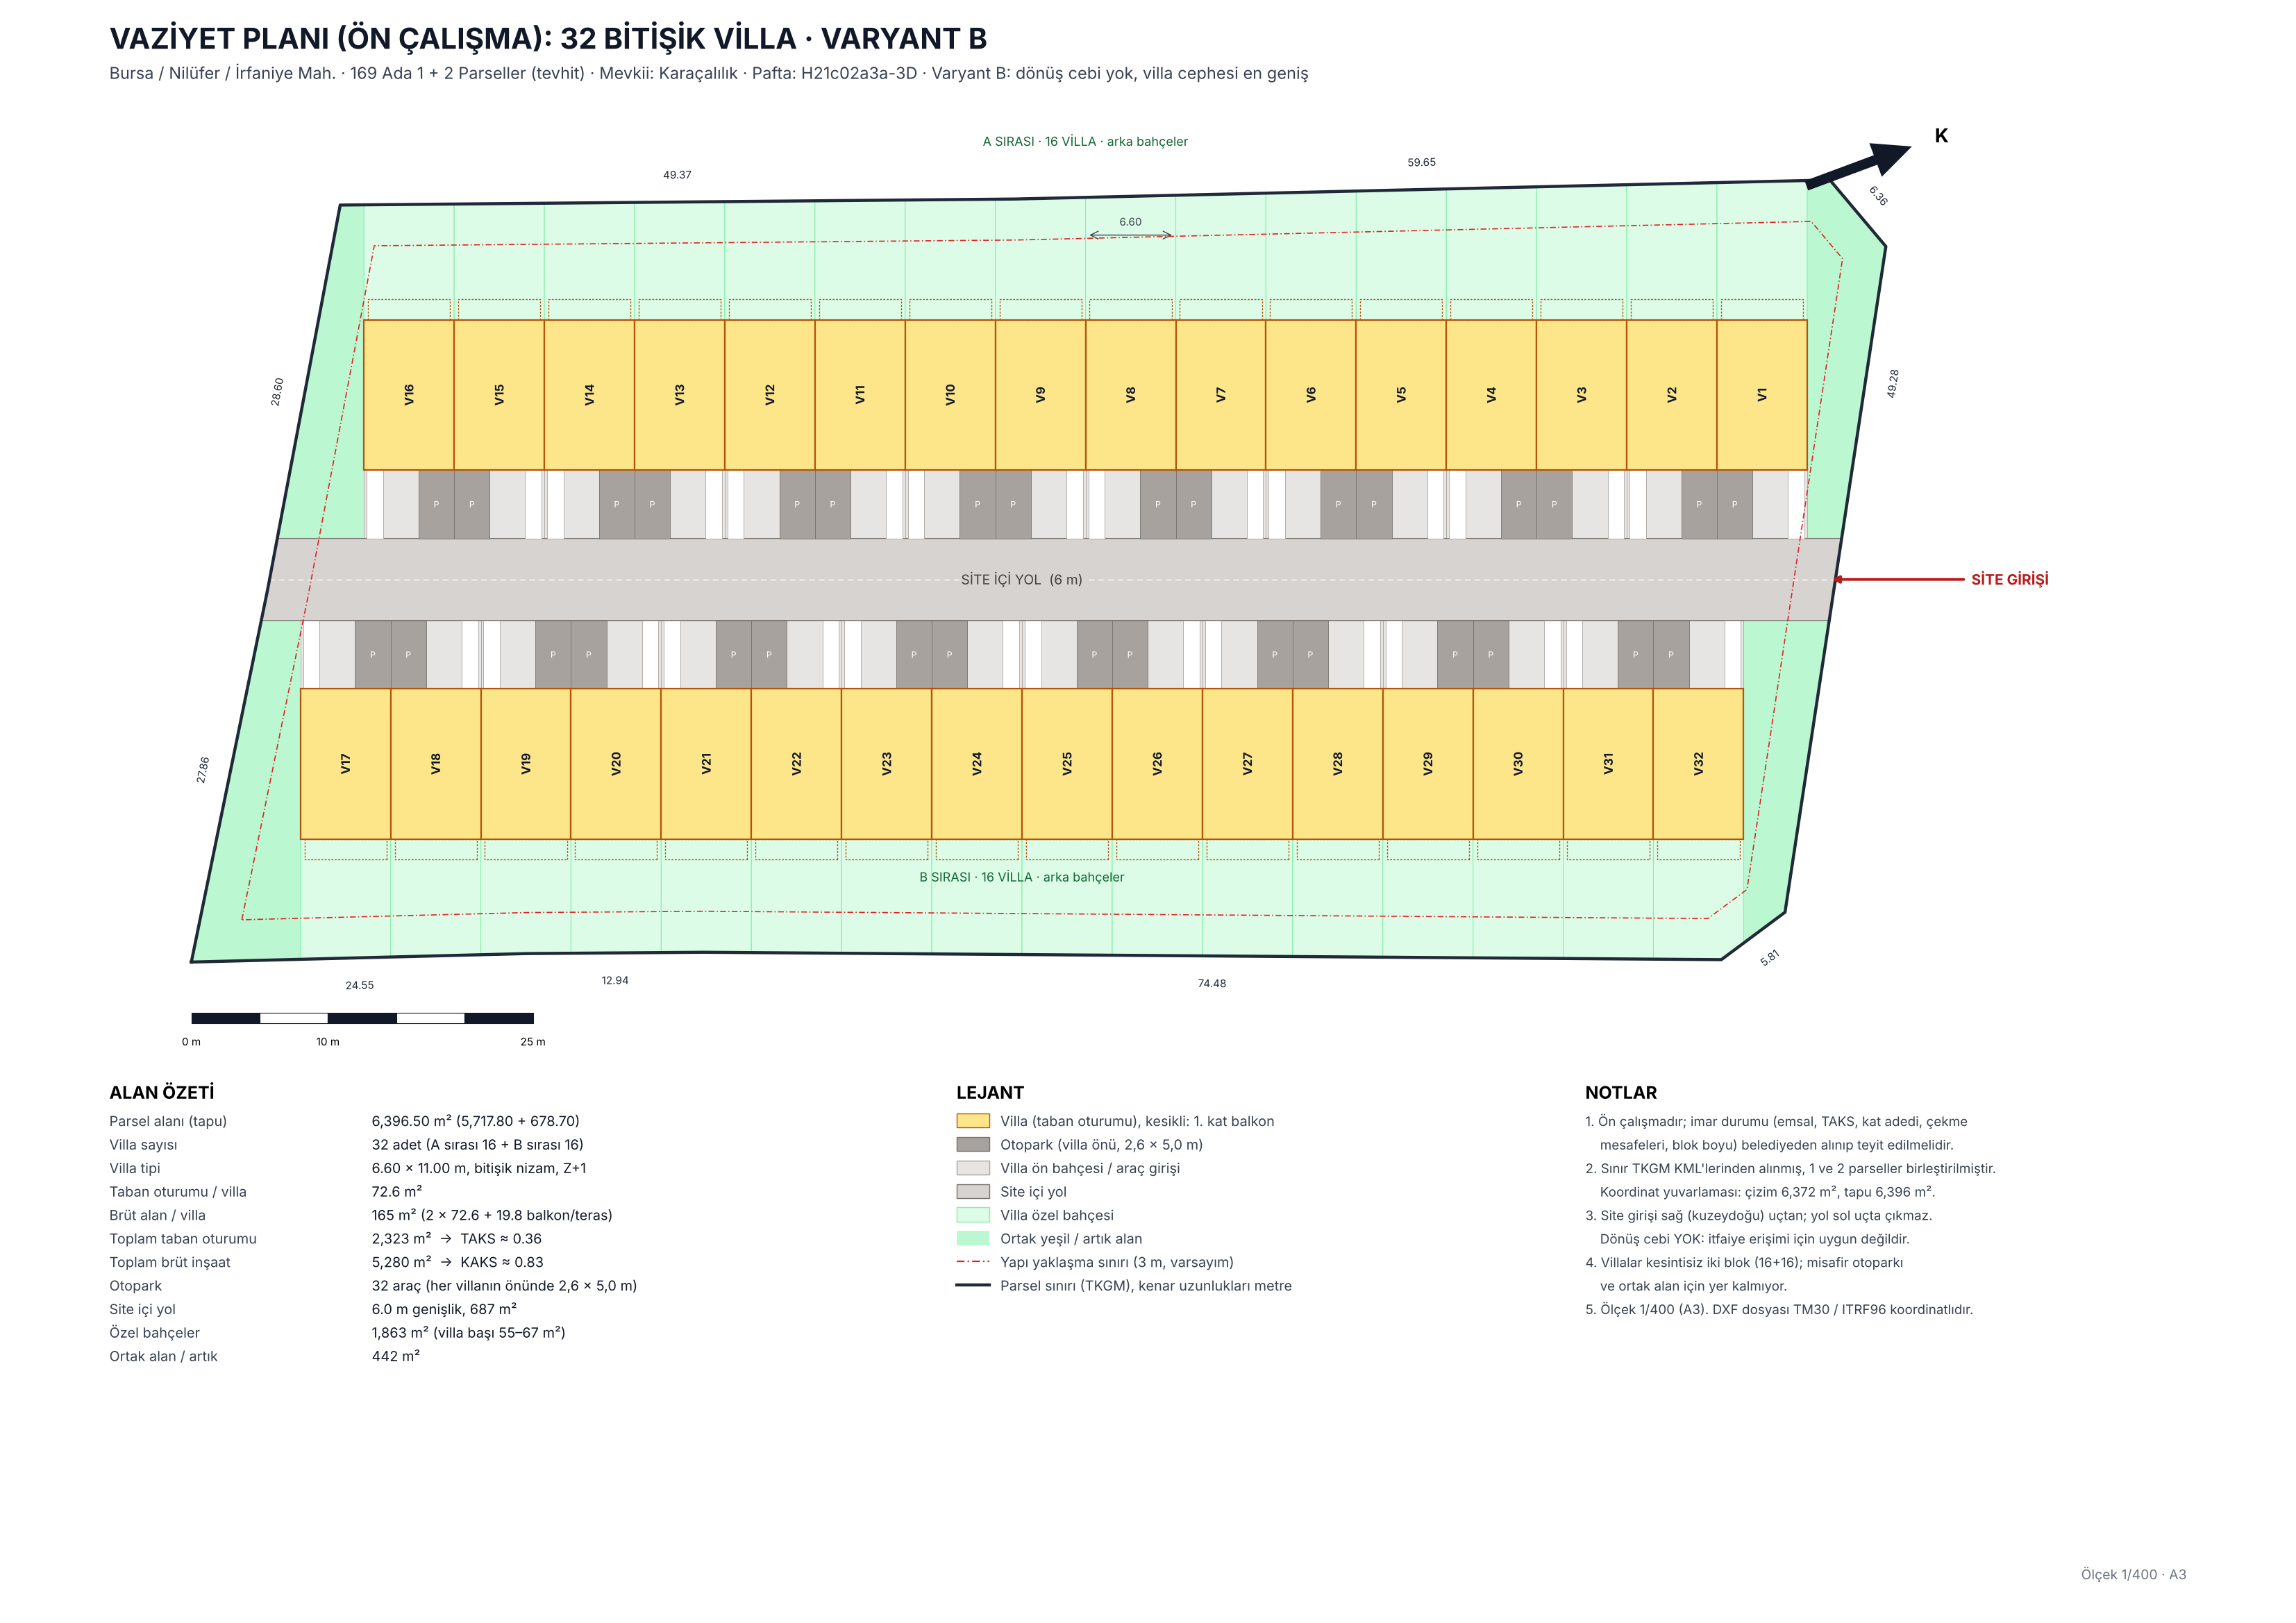 VAZİYET PLANI (ÖN ÇALIŞMA): 32 BİTİŞİK VİLLA · VARYANT B
Bursa / Nilüfer / İrfaniye Mah. · 169 Ada 1 + 2 Parseller (tevhit) · Mevkii: Karaçalılık · Pafta: H21c02a3a-3D · Varyant B: dönüş cebi yok, villa cephesi en geniş
K
A SIRASI · 16 VİLLA · arka bahçeler
49.37
59.65
6.36
6.60
28.60
49.28
V16 V15 V14 V13 V12 V11 V10 V9 V8 V7 V6 V5 V4 V3 V2 V1
P P P P P P P P P P P P P P P P
SİTE İÇİ YOL (6 m)
SİTE GİRİŞİ
P P P P P P P P P P P P P P P P
27.86
V17 V18 V19 V20 V21 V22 V23 V24 V25 V26 V27 V28 V29 V30 V31 V32
B SIRASI · 16 VİLLA · arka bahçeler
24.55
12.94
74.48
5.81
0 m 10 m 25 m
ALAN ÖZETİ
Parsel alanı (tapu) 6,396.50 m² (5,717.80 + 678.70)
Villa sayısı 32 adet (A sırası 16 + B sırası 16)
Villa tipi 6.60 × 11.00 m, bitişik nizam, Z+1
Taban oturumu / villa 72.6 m²
Brüt alan / villa 165 m² (2 × 72.6 + 19.8 balkon/teras)
Toplam taban oturumu 2,323 m² → TAKS ≈ 0.36
Toplam brüt inşaat 5,280 m² → KAKS ≈ 0.83
Otopark 32 araç (her villanın önünde 2,6 × 5,0 m)
Site içi yol 6.0 m genişlik, 687 m²
Özel bahçeler 1,863 m² (villa başı 55–67 m²)
Ortak alan / artık 442 m²
LEJANT
Villa (taban oturumu), kesikli: 1. kat balkon
Otopark (villa önü, 2,6 × 5,0 m)
Villa ön bahçesi / araç girişi
Site içi yol
Villa özel bahçesi
Ortak yeşil / artık alan
Yapı yaklaşma sınırı (3 m, varsayım)
Parsel sınırı (TKGM), kenar uzunlukları metre
NOTLAR
1. Ön çalışmadır; imar durumu (emsal, TAKS, kat adedi, çekme
mesafeleri, blok boyu) belediyeden alınıp teyit edilmelidir.
2. Sınır TKGM KML'lerinden alınmış, 1 ve 2 parseller birleştirilmiştir.
Koordinat yuvarlaması: çizim 6,372 m², tapu 6,396 m².
3. Site girişi sağ (kuzeydoğu) uçtan; yol sol uçta çıkmaz.
Dönüş cebi YOK: itfaiye erişimi için uygun değildir.
4. Villalar kesintisiz iki blok (16+16); misafir otoparkı
ve ortak alan için yer kalmıyor.
5. Ölçek 1/400 (A3). DXF dosyası TM30 / ITRF96 koordinatlıdır.
Ölçek 1/400 · A3